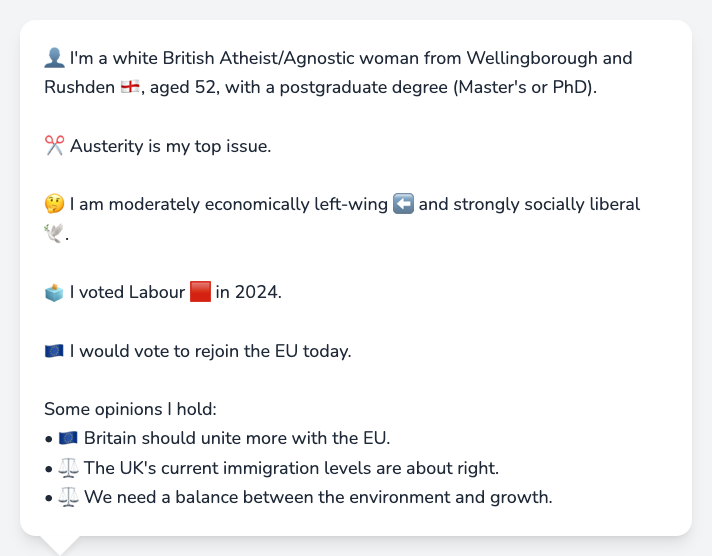 👤 I'm a white British Atheist/Agnostic woman from Wellingborough and
Rushden 🏴󠁧󠁢󠁥󠁮󠁧󠁿, aged 52, with a postgraduate degree (Master's or PhD).
✂️ Austerity is my top issue.
🤔 I am moderately economically left-wing ⬅️ and strongly socially liberal
🕊️.
🗳️ I voted Labour 🟥 in 2024.
🇪🇺 I would vote to rejoin the EU today.
Some opinions I hold:
• 🇪🇺 Britain should unite more with the EU.
• ⚖️ The UK's current immigration levels are about right.
• ⚖️ We need a balance between the environment and growth.